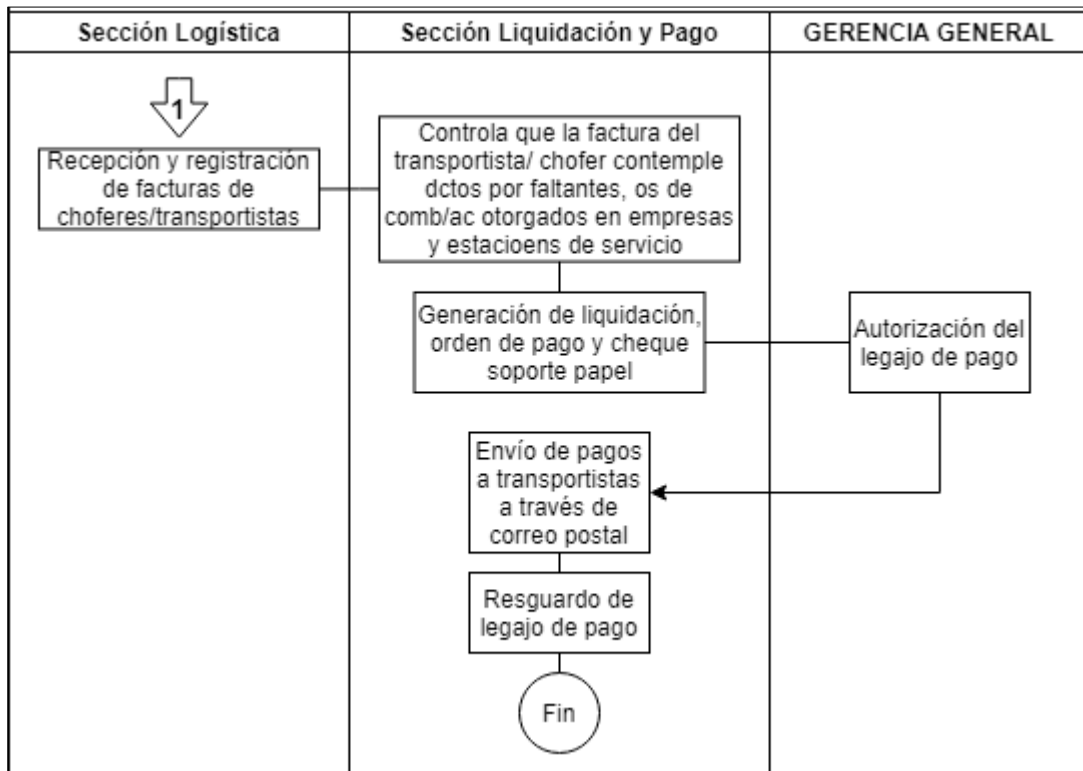 Sección Logística
Sección Liquidación y Pago
GERENCIA GENERAL
1
Recepción y registración
de facturas de
choferes/transportistas
Controla que la factura del
transportista/ chofer contemple
dctos por faltantes, os de
comb/ac otorgados en empresas
y estacioens de servicio
Generación de liquidación,
orden de pago y cheque
soporte papel
Autorización del
legajo de pago
Envío de pagos
a transportistas
a través de
correo postal
Resguardo de
legajo de pago
Fin